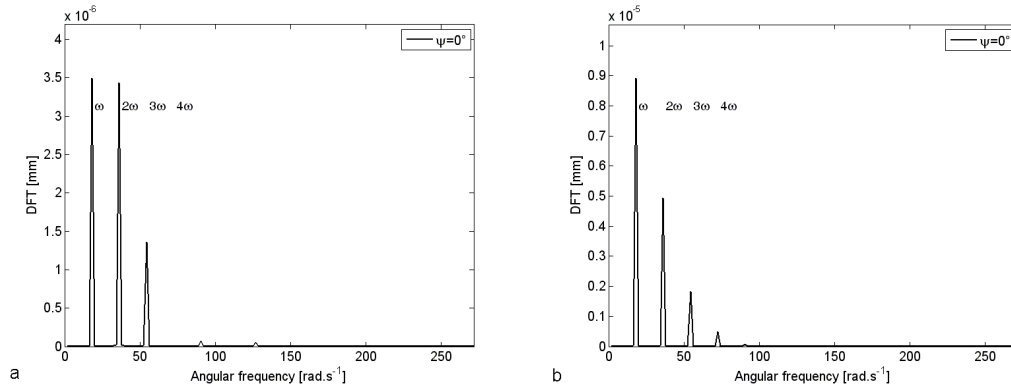 x 10⁻⁶
4
3.5
3
2.5
2
1.5
1
0.5
0
DFT [mm]
ω 2ω 3ω 4ω
ψ=0°
0 50 100 150 200 250
Angular frequency [rad.s⁻¹]
a
x 10⁻⁵
1
0.9
0.8
0.7
0.6
0.5
0.4
0.3
0.2
0.1
0
DFT [mm]
ω 2ω 3ω 4ω
ψ=0°
0 50 100 150 200 250
Angular frequency [rad.s⁻¹]
b